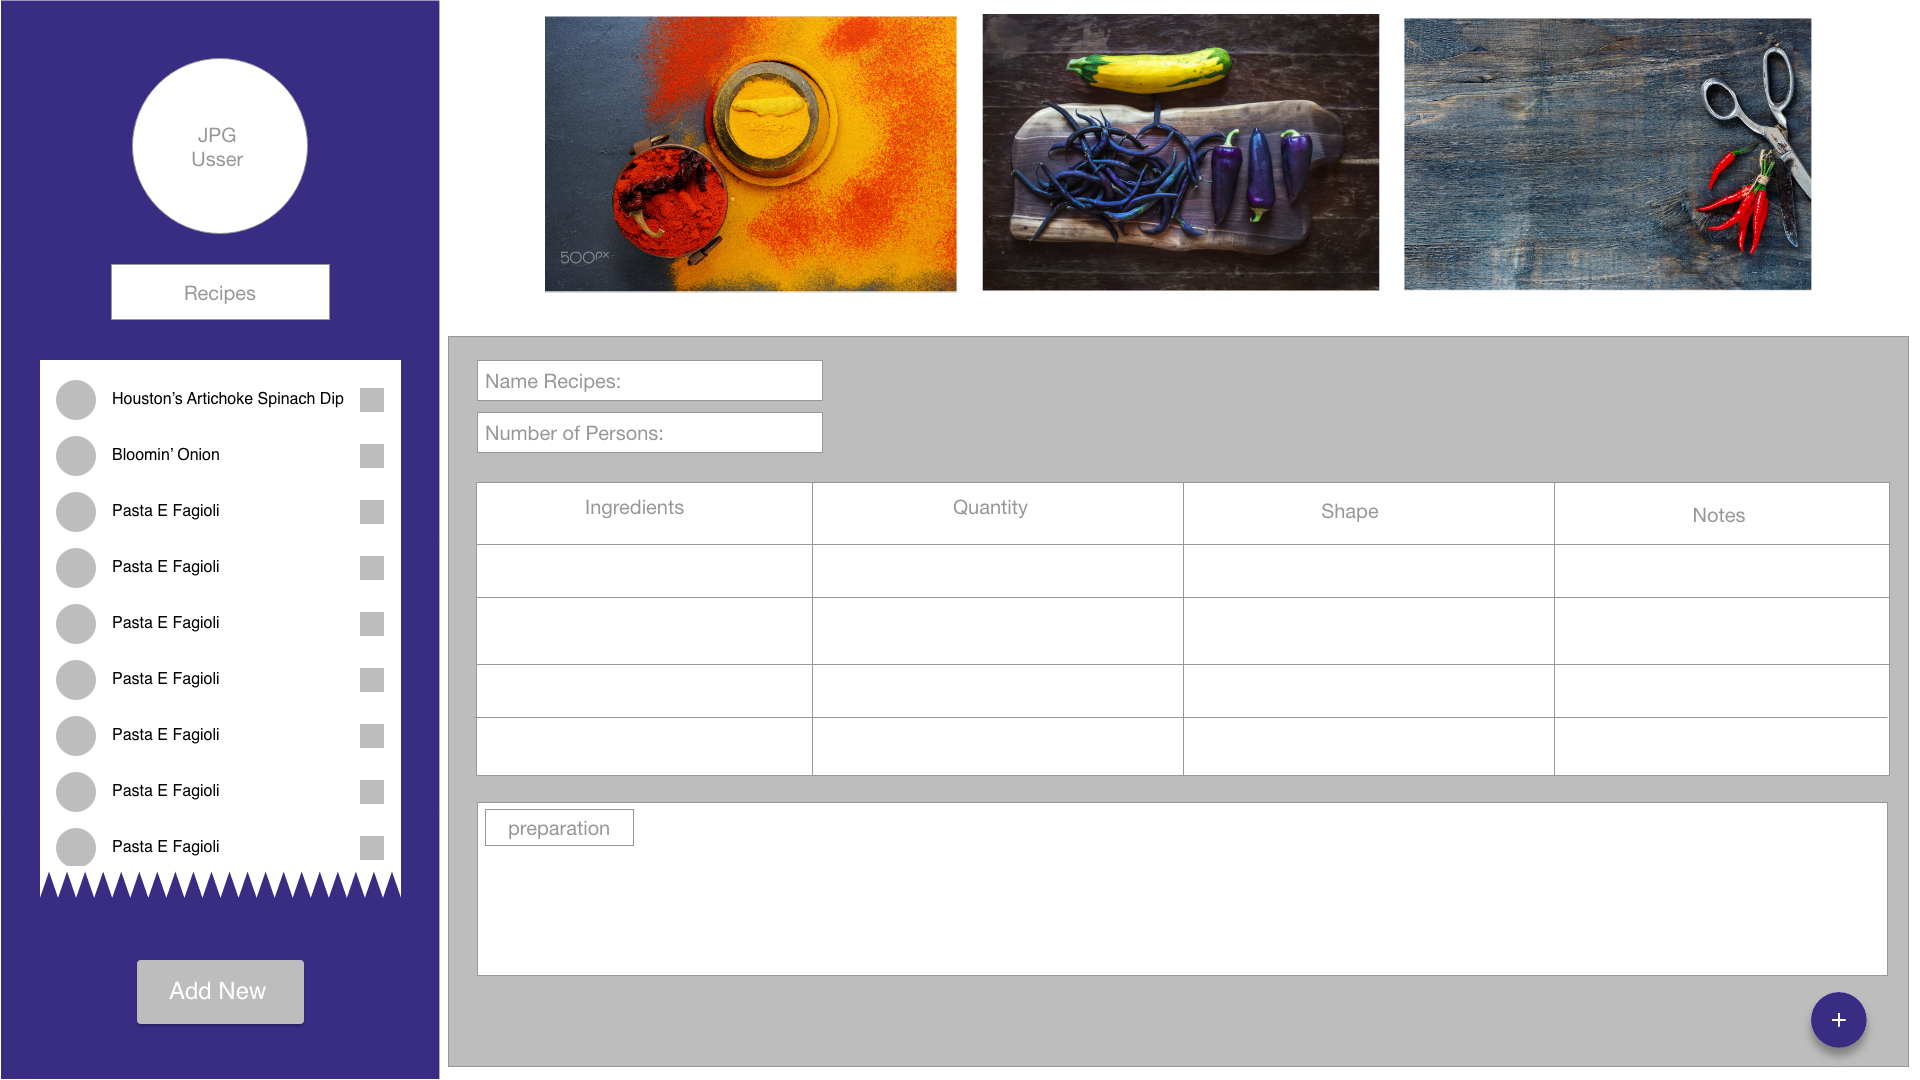 JPG
Usser
Recipes
Houston’s Artichoke Spinach Dip
Bloomin’ Onion
Pasta E Fagioli
Pasta E Fagioli
Pasta E Fagioli
Pasta E Fagioli
Pasta E Fagioli
Pasta E Fagioli
Pasta E Fagioli
Add New
500px
Name Recipes:
Number of Persons:
Ingredients
Quantity
Shape
Notes
preparation
+